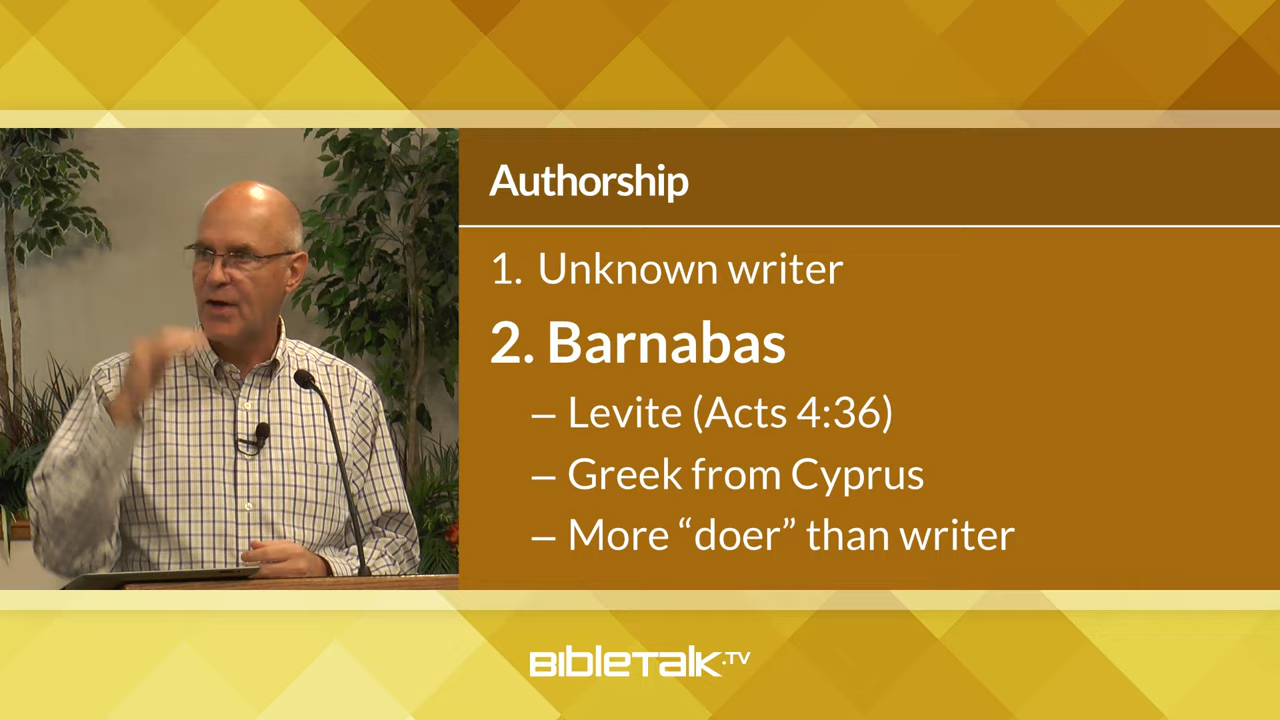 Authorship
1. Unknown writer
2. Barnabas
– Levite (Acts 4:36)
– Greek from Cyprus
– More “doer” than writer
BIBLETALK.TV